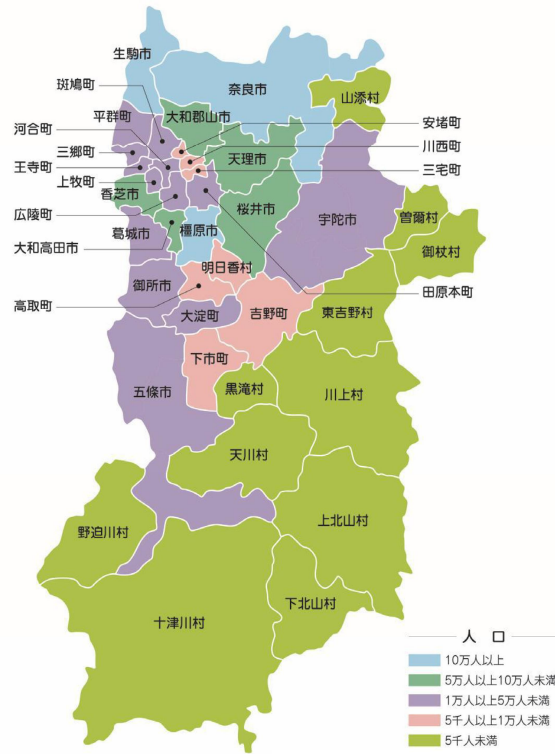 生駒市
奈良市
斑鳩町
山添村
大和郡山市
安堵町
平群町
河合町
川西町
天理市
三郷町
三宅町
王寺町
上牧町
香芝市
桜井市
宇陀市
曽爾村
広陵町
葛城市
橿原市
御杖村
大和高田市
明日香村
御所市
田原本町
高取町
吉野町
東吉野村
大淀町
下市町
五條市
黒滝村
川上村
天川村
上北山村
野迫川村
下北山村
十津川村
人口
10万人以上
5万人以上10万人未満
1万人以上5万人未満
5千人以上1万人未満
5千人未満